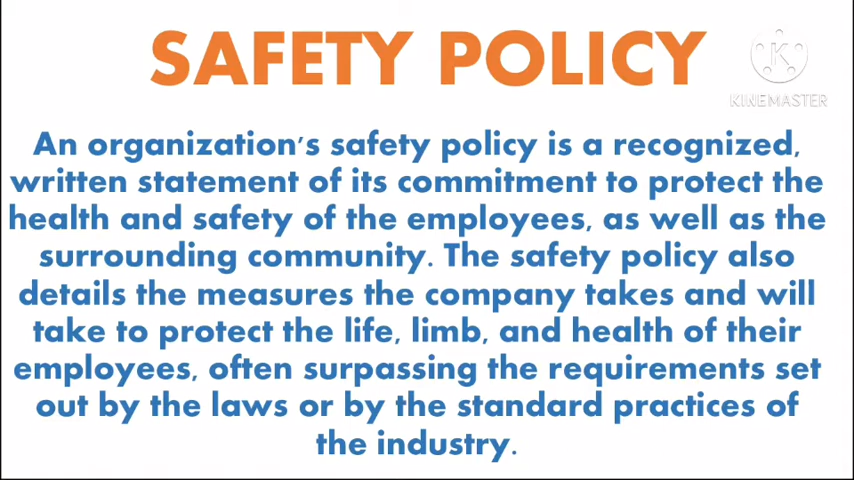 SAFETY POLICY
KINEMASTER
An organization's safety policy is a recognized,
written statement of its commitment to protect the
health and safety of the employees, as well as the
surrounding community. The safety policy also
details the measures the company takes and will
take to protect the life, limb, and health of their
employees, often surpassing the requirements set
out by the laws or by the standard practices of
the industry.